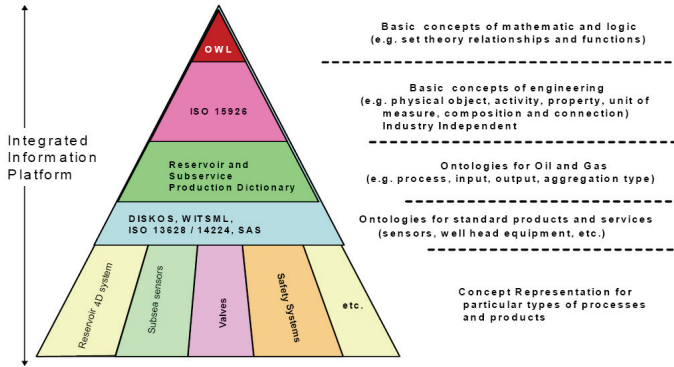 Integrated
Information
Platform
OWL
Basic concepts of mathematic and logic
(e.g. set theory relationships and functions)
ISO 15926
Basic concepts of engineering
(e.g. physical object, activity, property, unit of
measure, composition and connection)
Industry Independent
Reservoir and
Subservice
Production Dictionary
Ontologies for Oil and Gas
(e.g. process, input, output, aggregation type)
DISKOS, WITSML,
ISO 13628 / 14224, SAS
Ontologies for standard products and services
(sensors, well head equipment, etc.)
Reservoir 4D system
Subsea sensors
Valves
Safety Systems
etc.
Concept Representation for
particular types of processes
and products